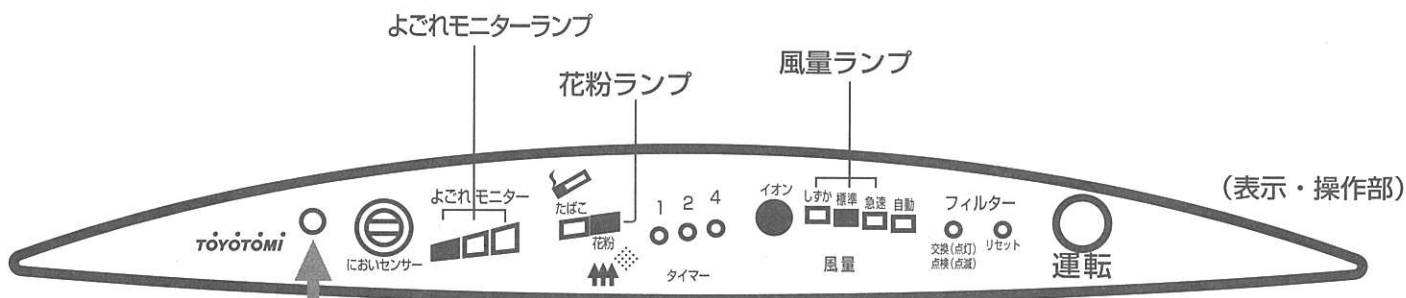 よごれモニターランプ
花粉ランプ
風量ランプ
(表示・操作部)
TOYOTOMI
においセンサー
よごれ モニター
たばこ
花粉
1 2 4
タイマー
イオン
しずか 標準 急速 自動
風量
フィルター
交換(点灯)
点検(点滅)
リセット
運転